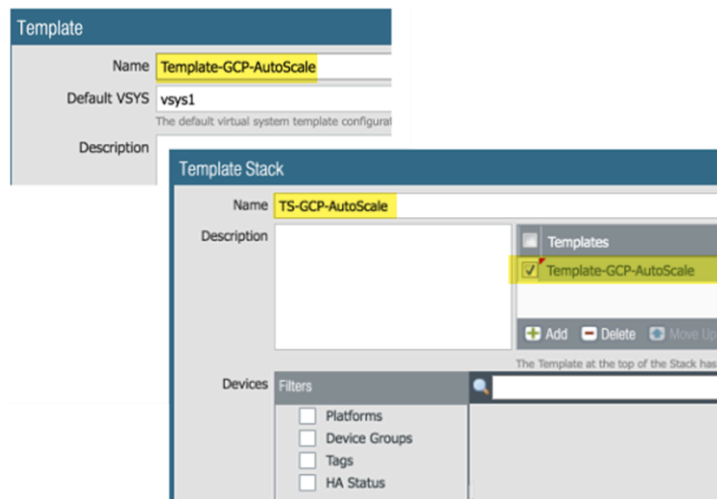 Template
Name Template-GCP-AutoScale
Default VSYS vsys1
The default virtual system template configurat
Description
Template Stack
Name TS-GCP-AutoScale
Description
Templates
Template-GCP-AutoScale
Add Delete Move Up
The Template at the top of the Stack has
Devices Filters
Platforms
Device Groups
Tags
HA Status